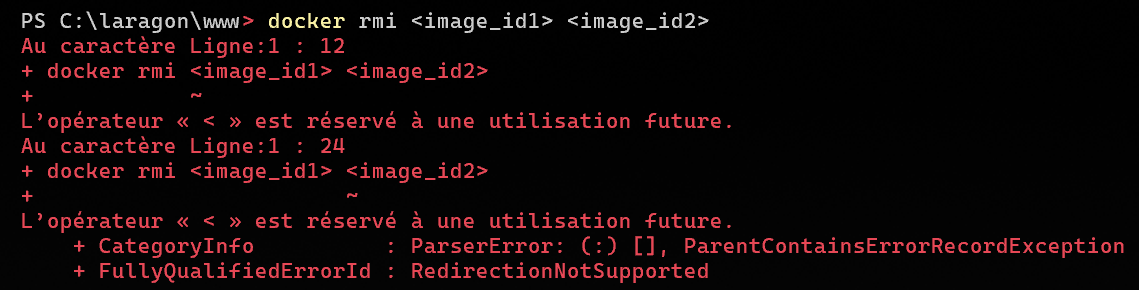 PS C:\laragon\www> docker rmi <image_id1> <image_id2>
Au caractère Ligne:1 : 12
+ docker rmi <image_id1> <image_id2>
+            ~
L’opérateur « < » est réservé à une utilisation future.
Au caractère Ligne:1 : 24
+ docker rmi <image_id1> <image_id2>
+                        ~
L’opérateur « < » est réservé à une utilisation future.
    + CategoryInfo          : ParserError: (:) [], ParentContainsErrorRecordException
    + FullyQualifiedErrorId : RedirectionNotSupported